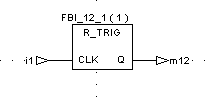 FBI_12_1(1)
R_TRIG
i1 CLK Q m12